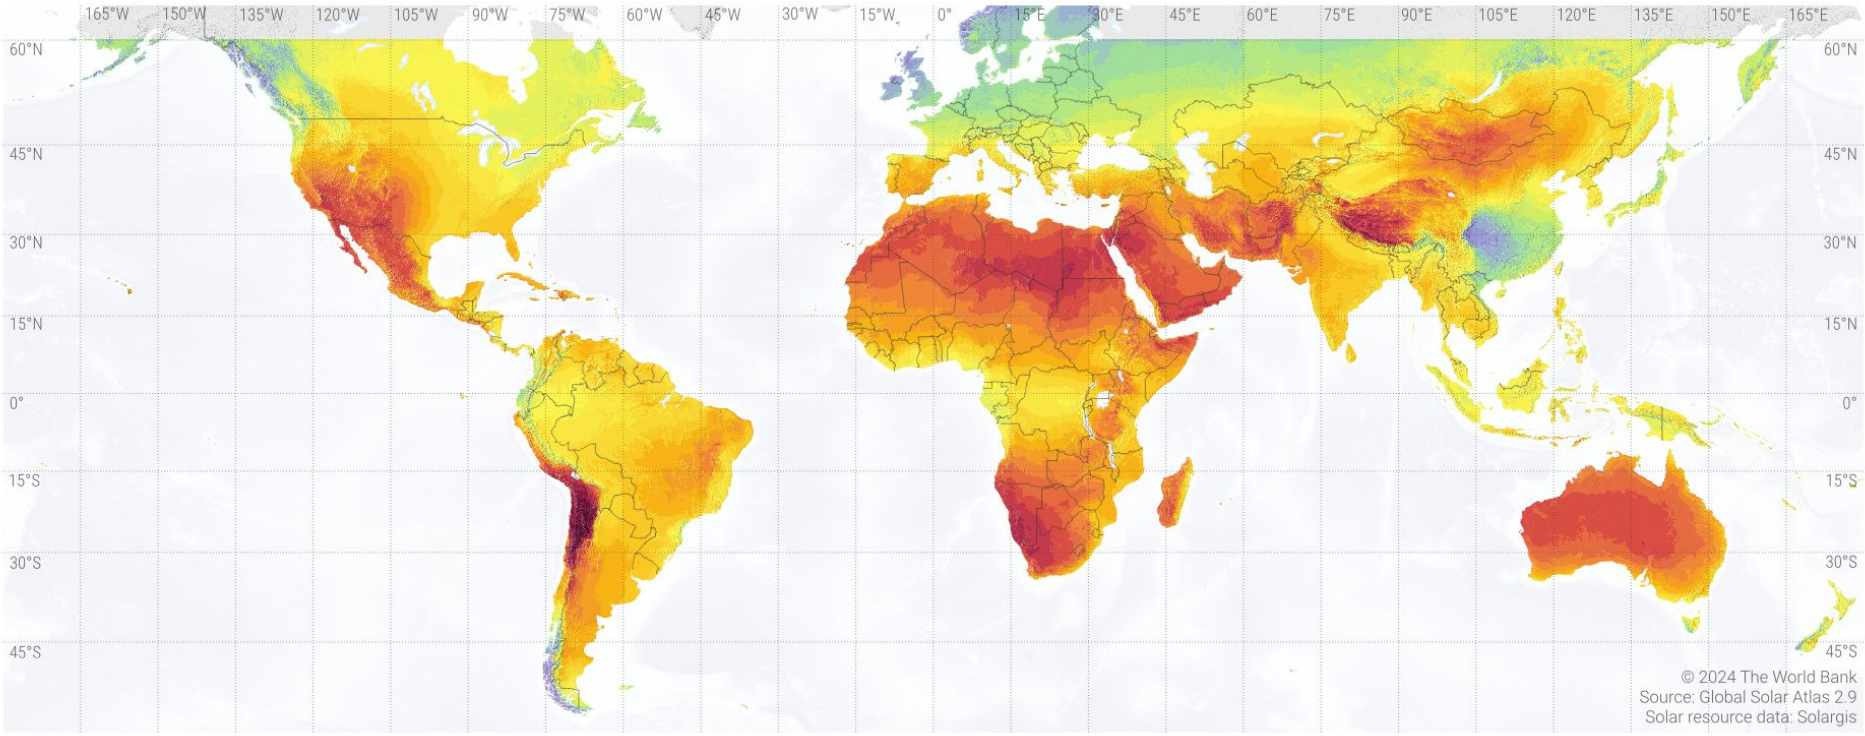 165°W 150°W 135°W 120°W 105°W 90°W 75°W 60°W 45°W 30°W 15°W 0° 15°E 30°E 45°E 60°E 75°E 90°E 105°E 120°E 135°E 150°E 165°E
60°N 60°N
45°N 45°N
30°N 30°N
15°N 15°N
0° 0°
15°S 15°S
30°S 30°S
45°S 45°S
© 2024 The World Bank
Source: Global Solar Atlas 2.9
Solar resource data: Solargis